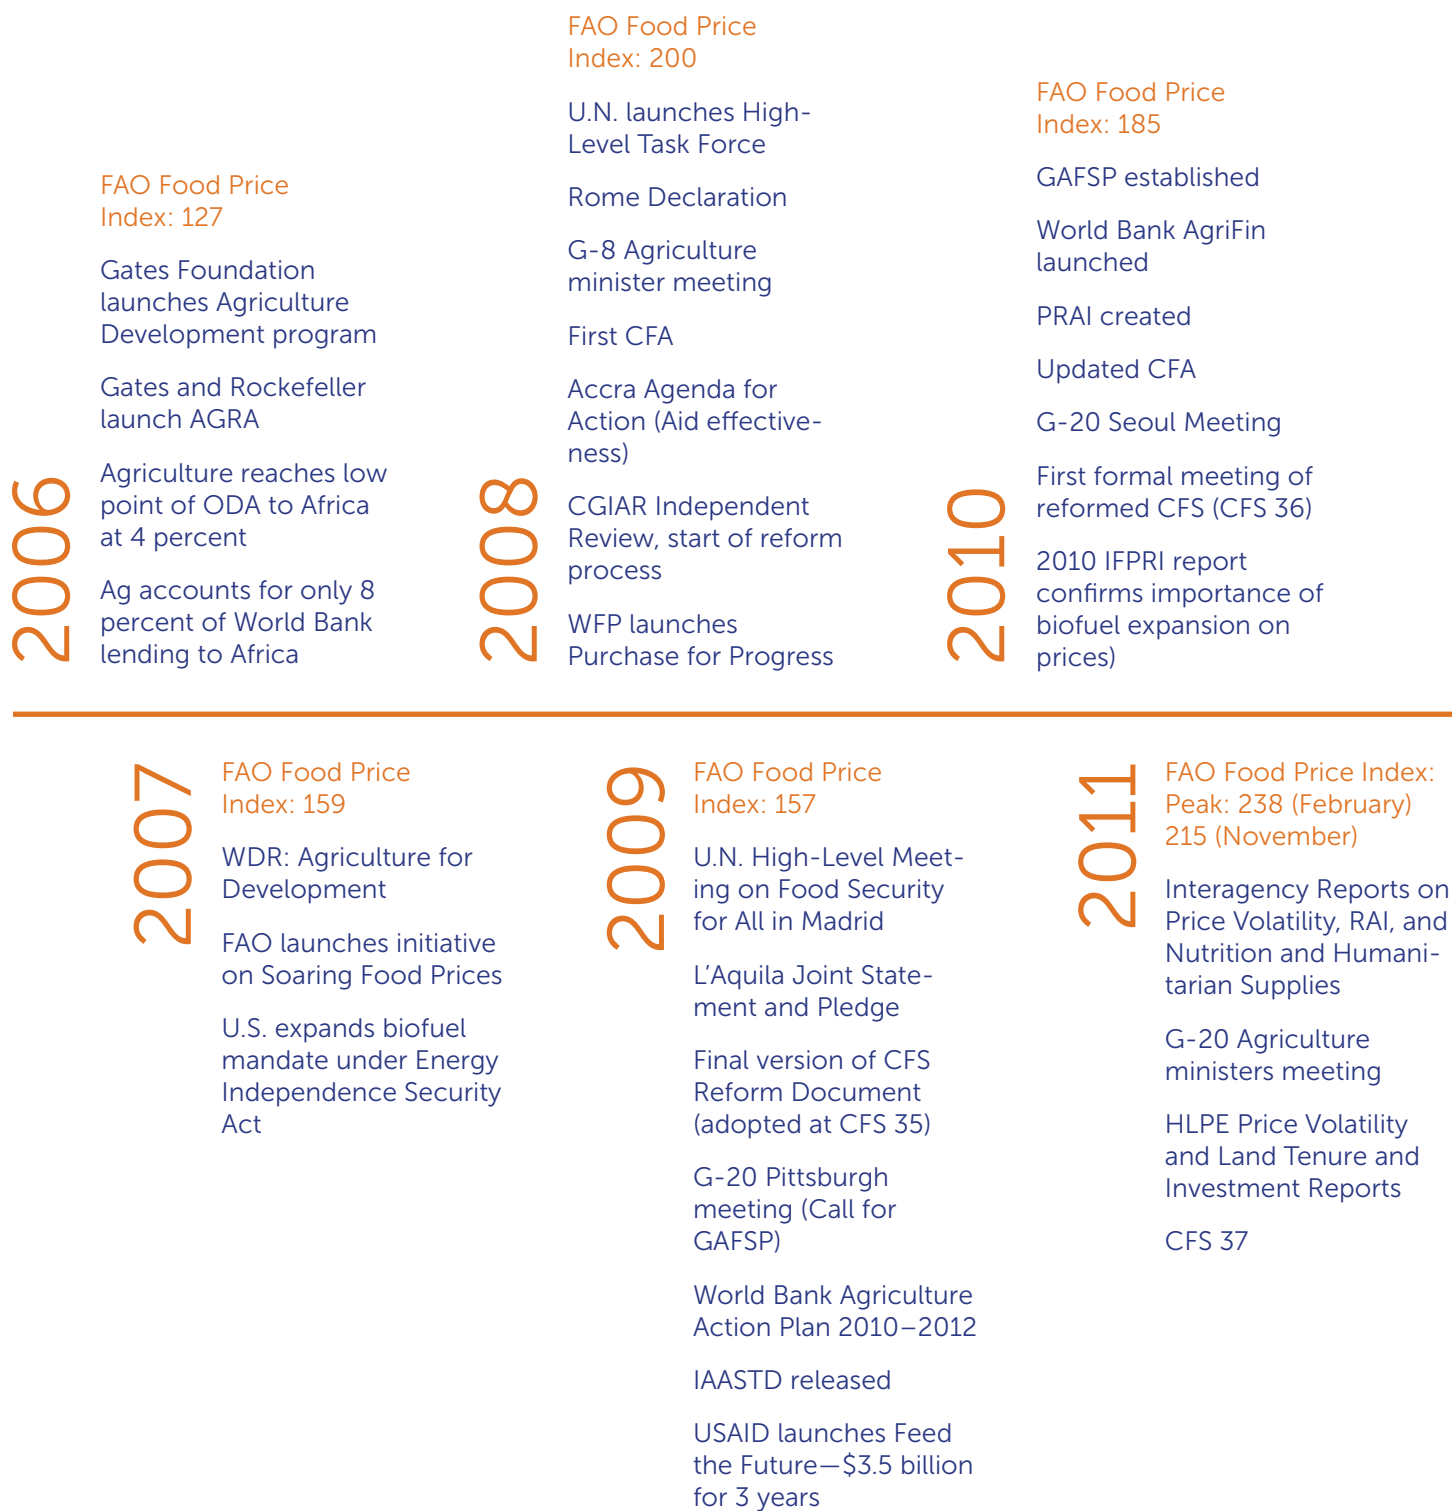 2006
FAO Food Price
Index: 127
Gates Foundation
launches Agriculture
Development program
Gates and Rockefeller
launch AGRA
Agriculture reaches low
point of ODA to Africa
at 4 percent
Ag accounts for only 8
percent of World Bank
lending to Africa
2008
FAO Food Price
Index: 200
U.N. launches High-
Level Task Force
Rome Declaration
G-8 Agriculture
minister meeting
First CFA
Accra Agenda for
Action (Aid effective-
ness)
CGIAR Independent
Review, start of reform
process
WFP launches
Purchase for Progress
2010
FAO Food Price
Index: 185
GAFSP established
World Bank AgriFin
launched
PRAI created
Updated CFA
G-20 Seoul Meeting
First formal meeting of
reformed CFS (CFS 36)
2010 IFPRI report
confirms importance of
biofuel expansion on
prices)
2007
FAO Food Price
Index: 159
WDR: Agriculture for
Development
FAO launches initiative
on Soaring Food Prices
U.S. expands biofuel
mandate under Energy
Independence Security
Act
2009
FAO Food Price
Index: 157
U.N. High-Level Meet-
ing on Food Security
for All in Madrid
L’Aquila Joint State-
ment and Pledge
Final version of CFS
Reform Document
(adopted at CFS 35)
G-20 Pittsburgh
meeting (Call for
GAFSP)
World Bank Agriculture
Action Plan 2010–2012
IAASTD released
USAID launches Feed
the Future—$3.5 billion
for 3 years
2011
FAO Food Price Index:
Peak: 238 (February)
215 (November)
Interagency Reports on
Price Volatility, RAI, and
Nutrition and Humani-
tarian Supplies
G-20 Agriculture
ministers meeting
HLPE Price Volatility
and Land Tenure and
Investment Reports
CFS 37